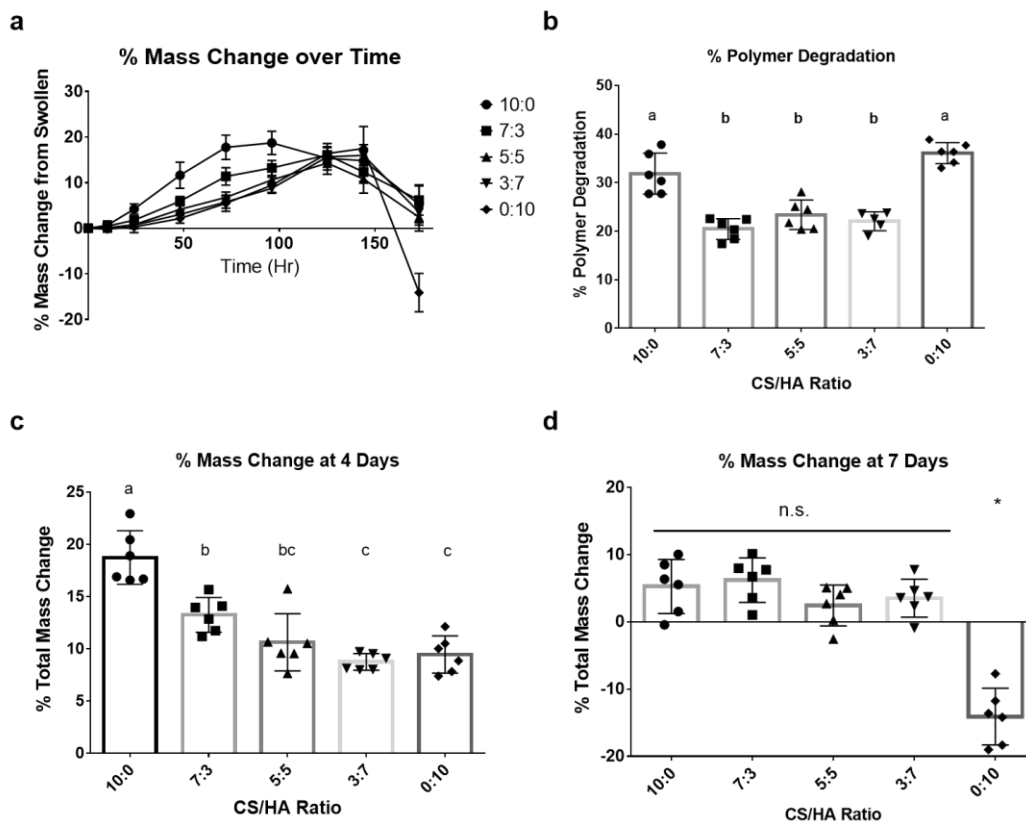 a
% Mass Change over Time
% Mass Change from Swollen
30
20
10
0
-10
-20
50
100
150
Time (Hr)
10:0
7:3
5:5
3:7
0:10
b
% Polymer Degradation
% Polymer Degradation
50
40
30
20
10
0
a
b
b
b
a
10:0
7:3
5:5
3:7
0:10
CS/HA Ratio
c
% Mass Change at 4 Days
% Total Mass Change
25
20
15
10
5
0
a
b
bc
c
c
10:0
7:3
5:5
3:7
0:10
CS/HA Ratio
d
% Mass Change at 7 Days
% Total Mass Change
20
10
0
-10
-20
n.s.
*
10:0
7:3
5:5
3:7
0:10
CS/HA Ratio